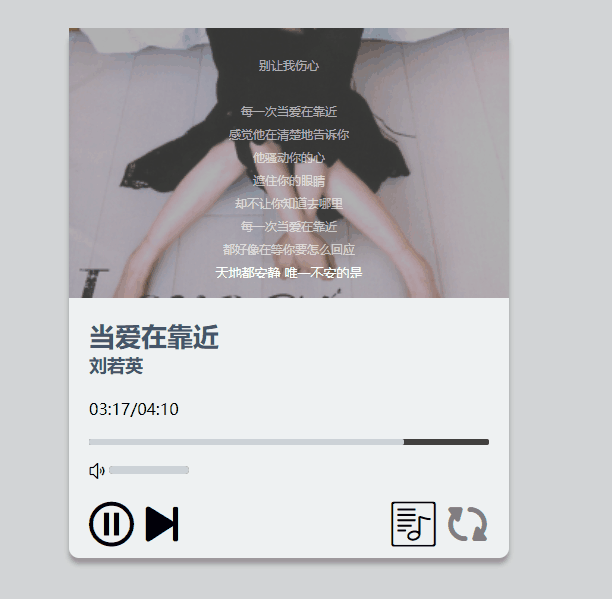 别让我伤心
每一次当爱在靠近
感觉他在清楚地告诉你
他骚动你的心
遮住你的眼睛
却不让你知道去哪里
每一次当爱在靠近
都好像在等你要怎么回应
天地都安静 唯一不安的是
当爱在靠近
刘若英
03:17/04:10